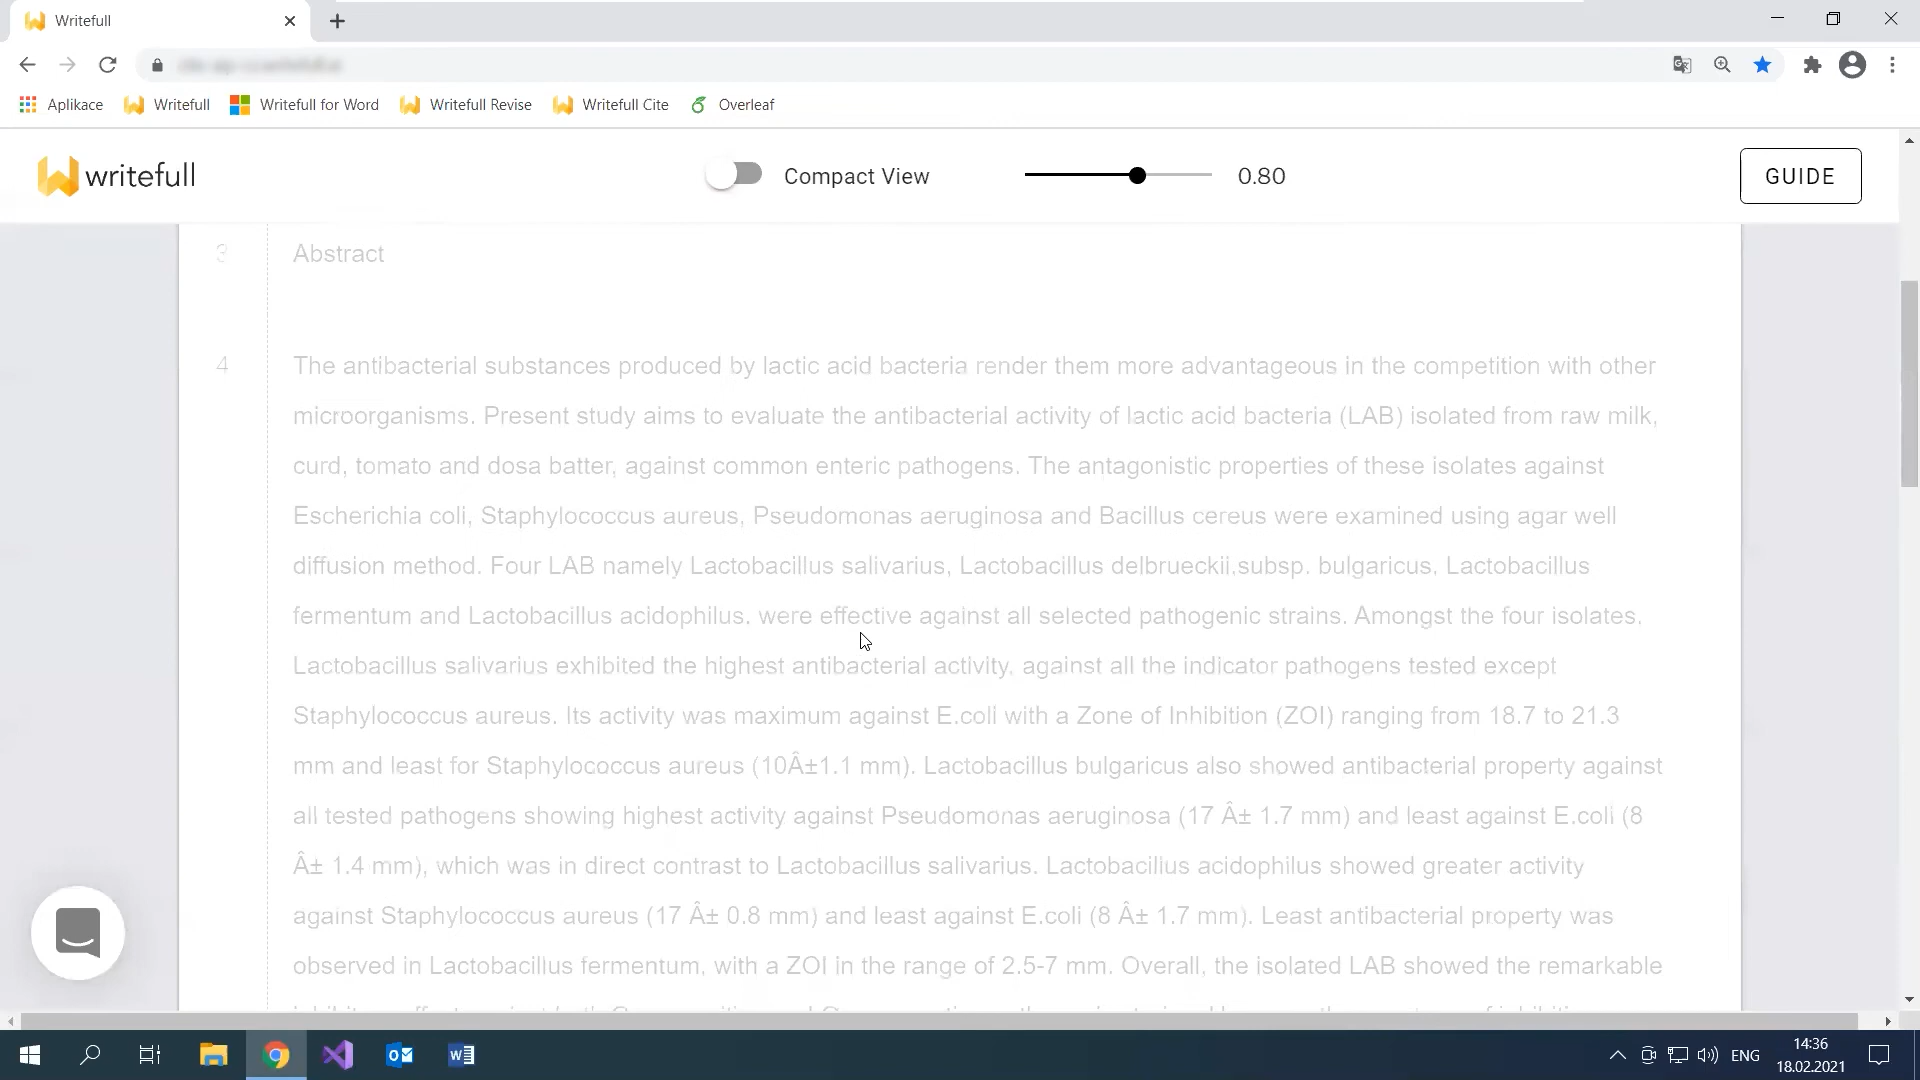 Writefull
Aplikace Writefull Writefull for Word Writefull Revise Writefull Cite Overleaf
writefull Compact View 0.80 GUIDE
3 Abstract
4 The antibacterial substances produced by lactic acid bacteria render them more advantageous in the competition with other
microorganisms. Present study aims to evaluate the antibacterial activity of lactic acid bacteria (LAB) isolated from raw milk,
curd, tomato and dosa batter, against common enteric pathogens. The antagonistic properties of these isolates against
Escherichia coli, Staphylococcus aureus, Pseudomonas aeruginosa and Bacillus cereus were examined using agar well
diffusion method. Four LAB namely Lactobacillus salivarius, Lactobacillus delbrueckii,subsp. bulgaricus, Lactobacillus
fermentum and Lactobacillus acidophilus. were effective against all selected pathogenic strains. Amongst the four isolates,
Lactobacillus salivarius exhibited the highest antibacterial activity, against all the indicator pathogens tested except
Staphylococcus aureus. Its activity was maximum against E.coli with a Zone of Inhibition (ZOI) ranging from 18.7 to 21.3
mm and least for Staphylococcus aureus (10Â±1.1 mm). Lactobacillus bulgaricus also showed antibacterial property against
all tested pathogens showing highest activity against Pseudomonas aeruginosa (17 Â± 1.7 mm) and least against E.coli (8
Â± 1.4 mm), which was in direct contrast to Lactobacillus salivarius. Lactobacillus acidophilus showed greater activity
against Staphylococcus aureus (17 Â± 0.8 mm) and least against E.coli (8 Â± 1.7 mm). Least antibacterial property was
observed in Lactobacillus fermentum, with a ZOI in the range of 2.5-7 mm. Overall, the isolated LAB showed the remarkable
ENG 14:36
18.02.2021